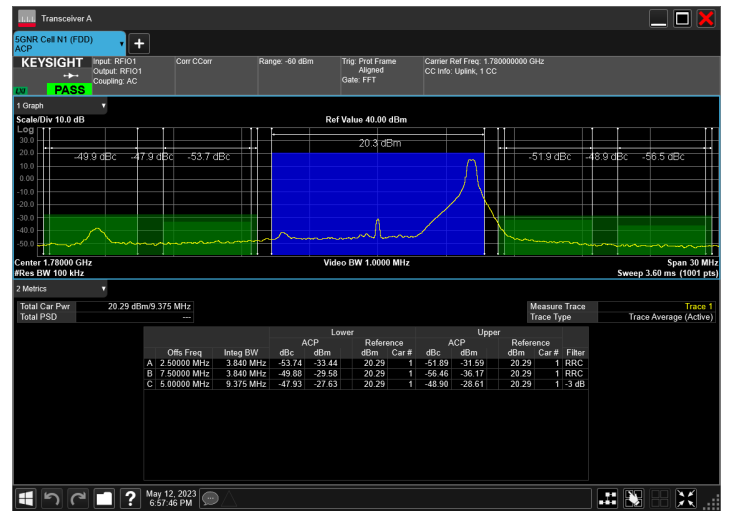 Transceiver A
5GNR Cell N1 (FDD)
ACP
KEYSIGHT
LXI
PASS
Input: RFIO1
Output: RFIO1
Coupling: AC
Corr CCorr
Range: -60 dBm
Trig: Prot Frame
Aligned
Gate: FFT
Carrier Ref Freq: 1.780000000 GHz
CC Info: Uplink, 1 CC
1 Graph
Scale/Div 10.0 dB
Ref Value 40.00 dBm
Log
30.0
20.0
10.0
0.00
-10.0
-20.0
-30.0
-40.0
-50.0
-49.9 dBc
-47.9 dBc
-53.7 dBc
20.3 dBm
-51.9 dBc
-48.9 dBc
-56.5 dBc
Center 1.78000 GHz
Video BW 1.0000 MHz
Span 30 MHz
#Res BW 100 kHz
Sweep 3.60 ms (1001 pts)
2 Metrics
Total Car Pwr 20.29 dBm/9.375 MHz
Total PSD ---
Measure Trace Trace 1
Trace Type Trace Average (Active)
Lower Upper
ACP Reference ACP Reference
Offs Freq Integ BW dBc dBm dBm Car # dBc dBm dBm Car # Filter
A 2.50000 MHz 3.840 MHz -53.74 -33.44 20.29 1 -51.89 -31.59 20.29 1 RRC
B 7.50000 MHz 3.840 MHz -49.88 -29.58 20.29 1 -56.46 -36.17 20.29 1 RRC
C 5.00000 MHz 9.375 MHz -47.93 -27.63 20.29 1 -48.90 -28.61 20.29 1 -3 dB
May 12, 2023
6:57:46 PM